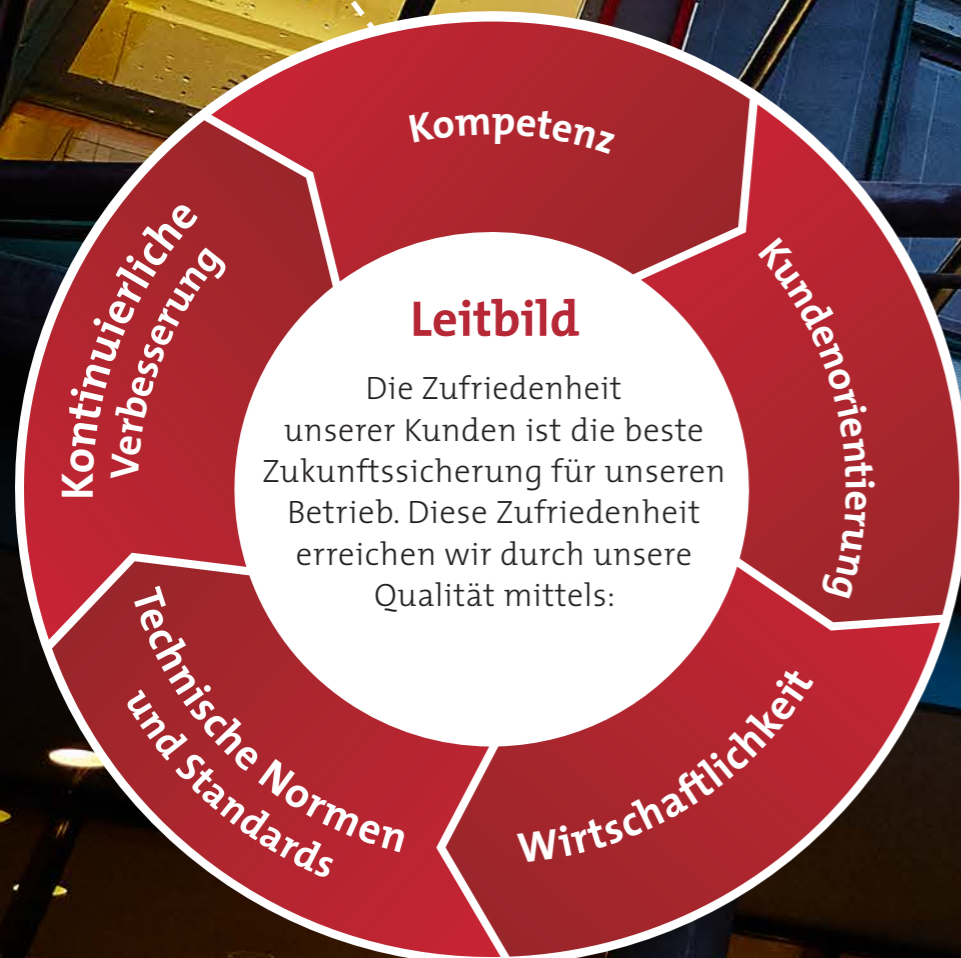 Kompetenz
Kundenorientierung
Wirtschaftlichkeit
Technische Normen
und Standards
Kontinuierliche
Verbesserung
Leitbild
Die Zufriedenheit
unserer Kunden ist die beste
Zukunftssicherung für unseren
Betrieb. Diese Zufriedenheit
erreichen wir durch unsere
Qualität mittels: